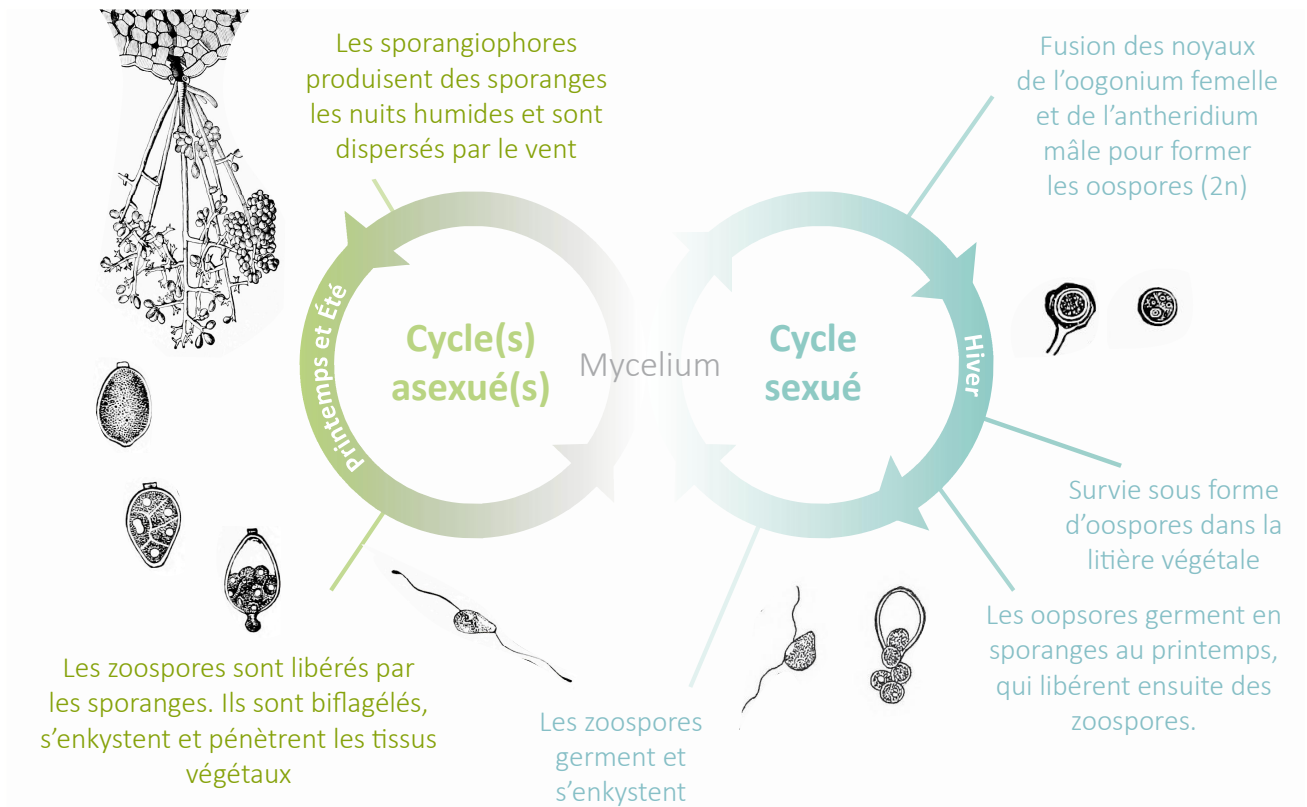 Les sporangiophores
produisent des sporanges
les nuits humides et sont
dispersés par le vent
Fusion des noyaux
de l'oogonium femelle
et de l'antheridium
mâle pour former
les oospores (2n)
Printemps et Été
Cycle(s)
asexué(s)
Mycelium
Cycle
sexué
Hiver
Survie sous forme
d'oospores dans la
litière végétale
Les oopsores germent en
sporanges au printemps,
qui libérent ensuite des
zoospores.
Les zoospores sont libérés par
les sporanges. Ils sont biflagélés,
s'enkystent et pénètrent les tissus
végétaux
Les zoospores
germent et
s'enkystent